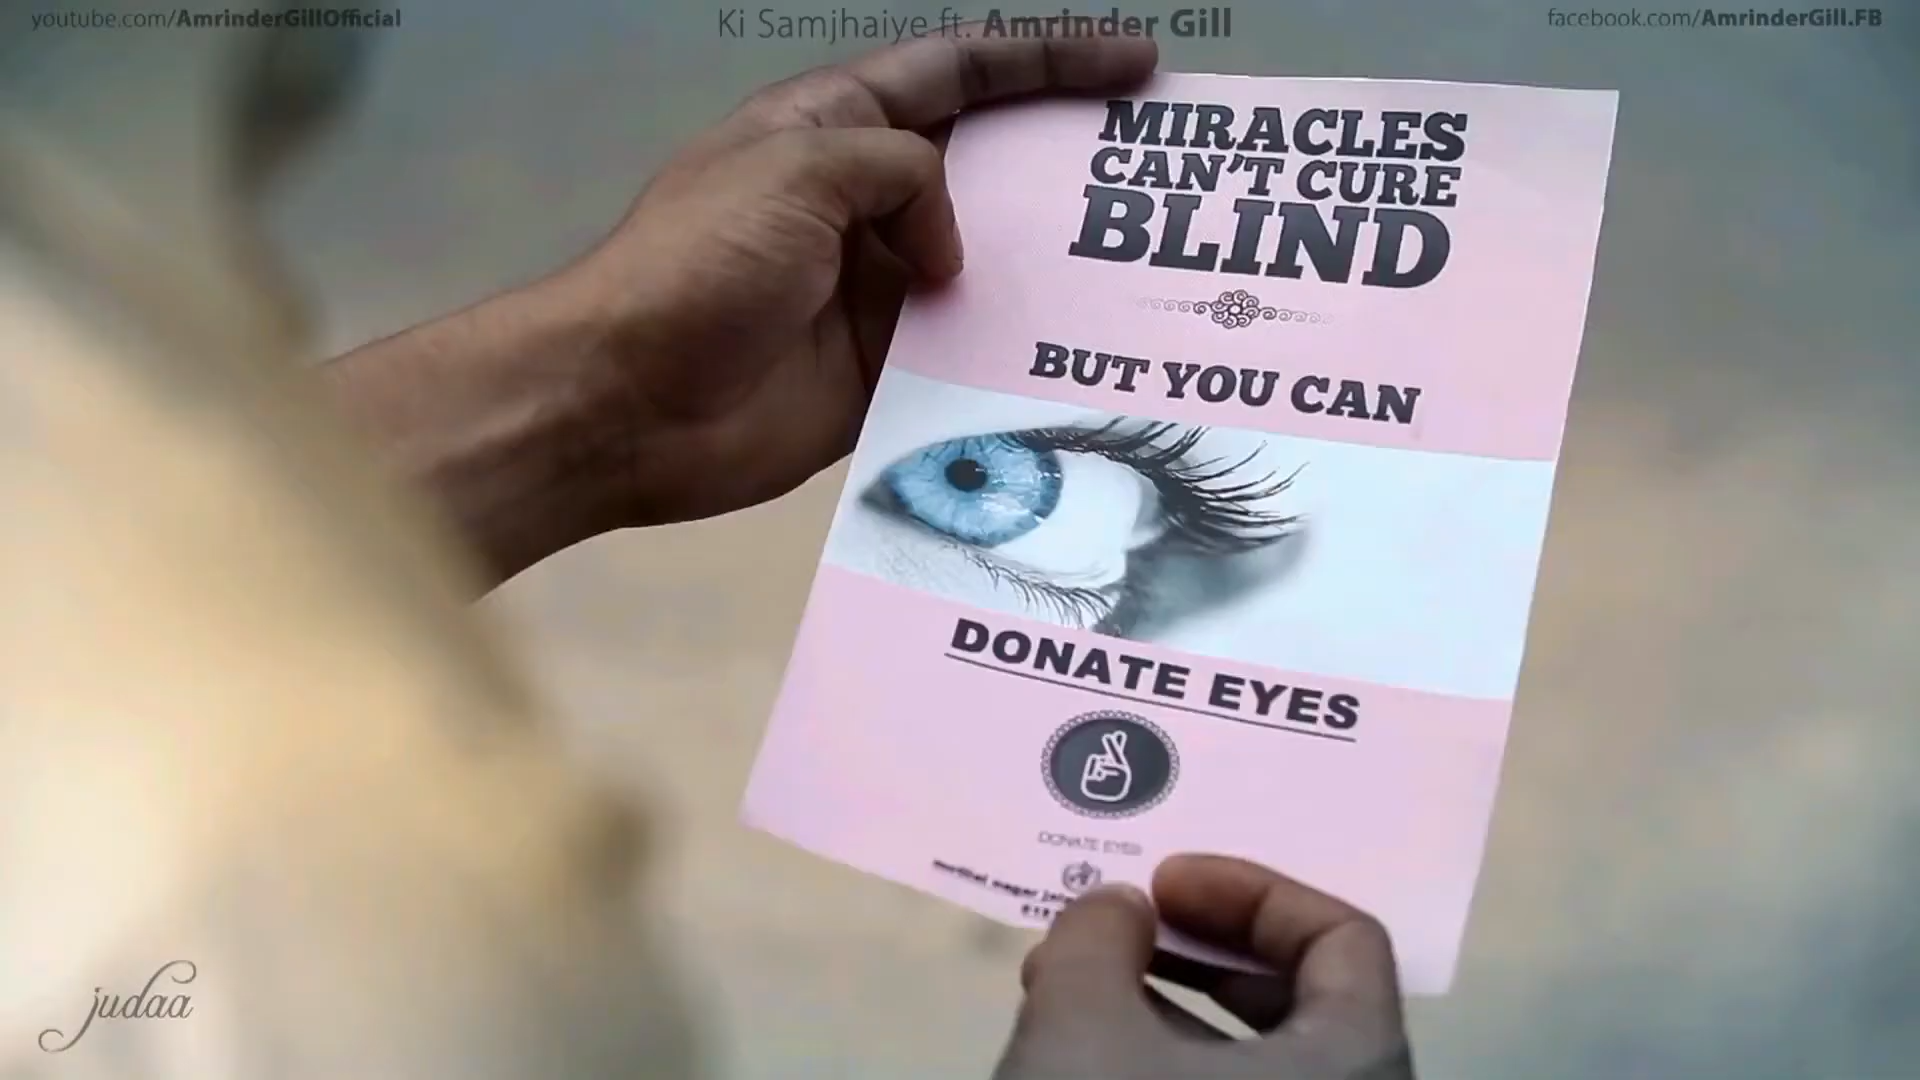 youtube.com/AmrinderGillOfficial
Ki Samjhaiye ft. Amrinder Gill
facebook.com/AmrinderGill.FB
MIRACLES
CAN'T CURE
BLIND
BUT YOU CAN
DONATE EYES
DONATE EYES
nagar
judaa